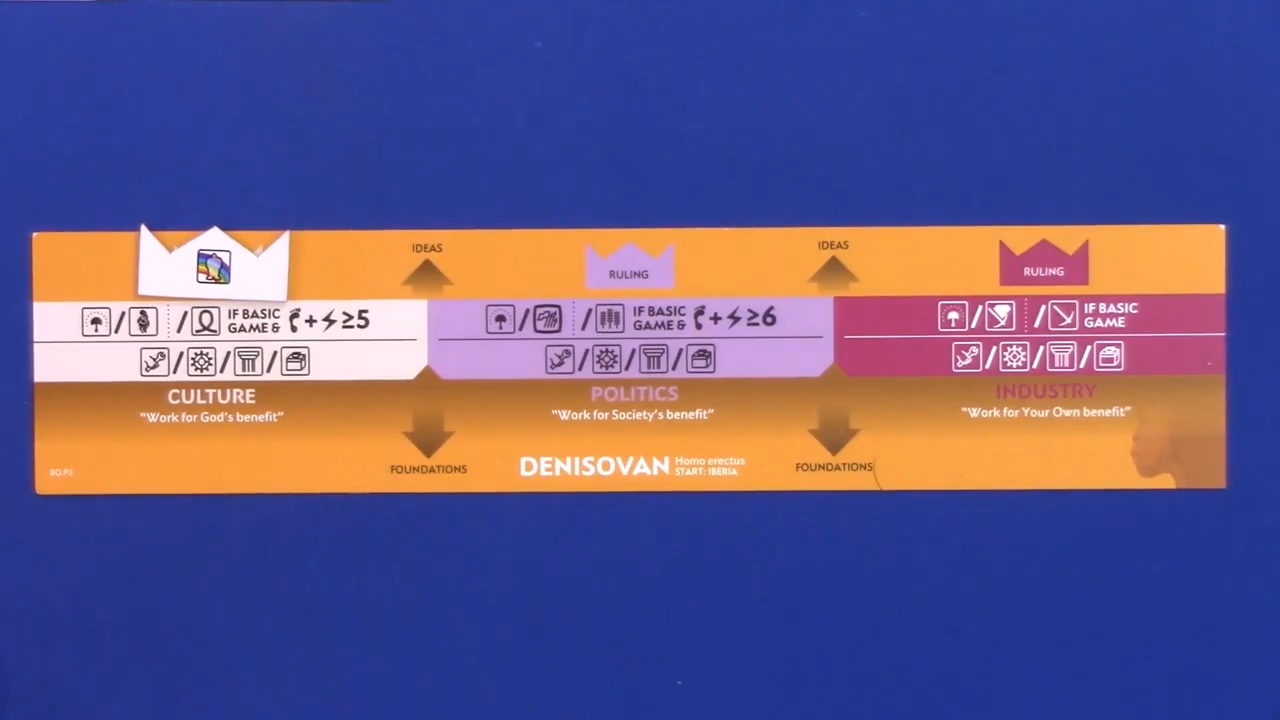 IDEAS
IDEAS
RULING
RULING
IF BASIC
GAME & + ≥5
IF BASIC
GAME & + ≥6
IF BASIC
GAME
CULTURE
"Work for God's benefit"
POLITICS
"Work for Society's benefit"
INDUSTRY
"Work for Your Own benefit"
FOUNDATIONS
DENISOVAN
Homo erectus
START: IBERIA
FOUNDATIONS